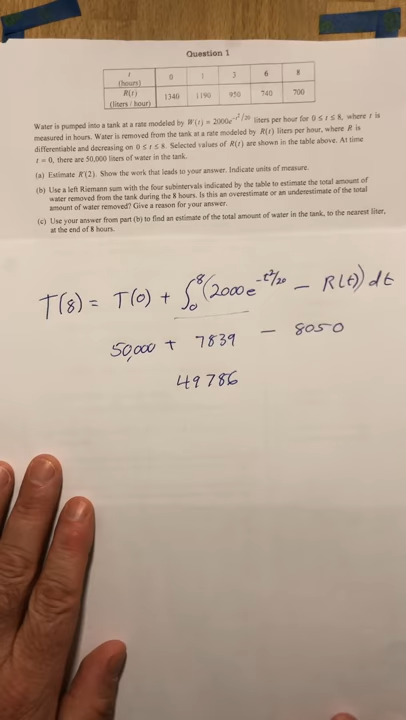 Question 1
t (hours) 0 1 3 6 8
R(t) (liters / hour) 1340 1190 950 740 700
Water is pumped into a tank at a rate modeled by W(t) = 2000e^{-t²/20} liters per hour for 0 ≤ t ≤ 8, where t is
measured in hours. Water is removed from the tank at a rate modeled by R(t) liters per hour, where R is
differentiable and decreasing on 0 ≤ t ≤ 8. Selected values of R(t) are shown in the table above. At time
t = 0, there are 50,000 liters of water in the tank.
(a) Estimate R′(2). Show the work that leads to your answer. Indicate units of measure.
(b) Use a left Riemann sum with the four subintervals indicated by the table to estimate the total amount of
water removed from the tank during the 8 hours. Is this an overestimate or an underestimate of the total
amount of water removed? Give a reason for your answer.
(c) Use your answer from part (b) to find an estimate of the total amount of water in the tank, to the nearest liter,
at the end of 8 hours.
T(8) = T(0) + ∫₀⁸ (2000e^{-t²/20} - R(t)) dt
50,000 + 7839 - 8050
49786